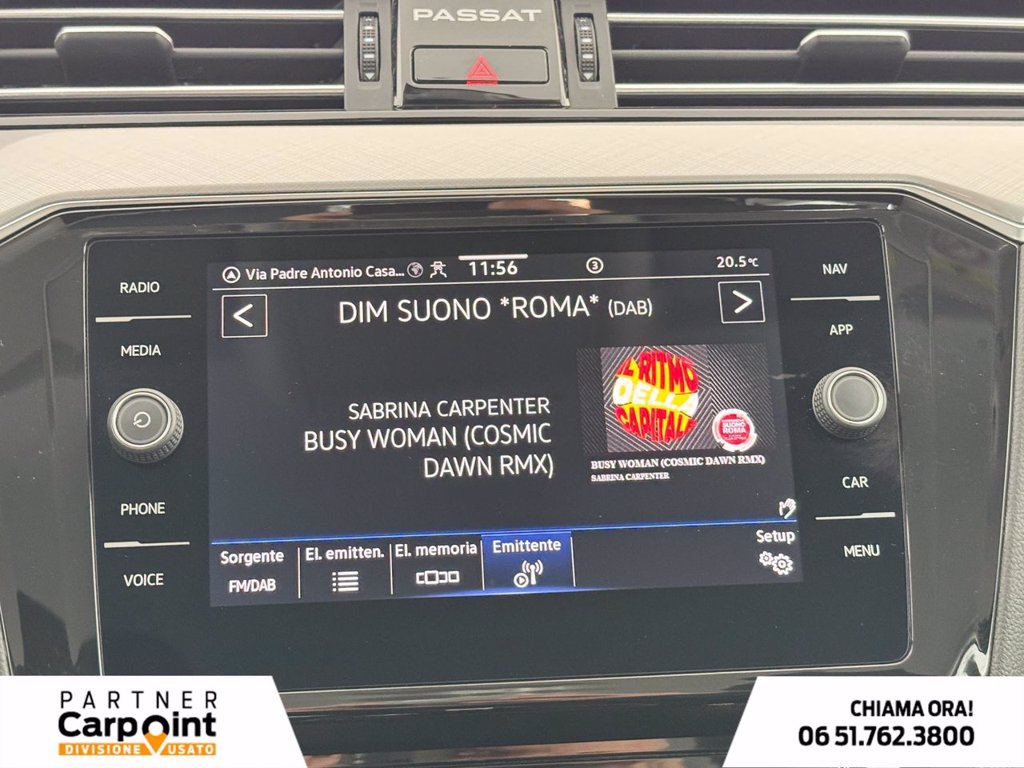 PASSAT
RADIO
MEDIA
PHONE
VOICE
Via Padre Antonio Casa...
11:56
3
20.5°C
<
DIM SUONO *ROMA* (DAB)
>
SABRINA CARPENTER
BUSY WOMAN (COSMIC
DAWN RMX)
IL RITMO
DELLA
CAPITALE
SUONO
ROMA
BUSY WOMAN (COSMIC DAWN RMX)
SABRINA CARPENTER
Sorgente
FM/DAB
El. emitten.
El. memoria
Emittente
Setup
NAV
APP
CAR
MENU
PARTNER
Carpoint
DIVISIONE USATO
CHIAMA ORA!
06 51.762.3800